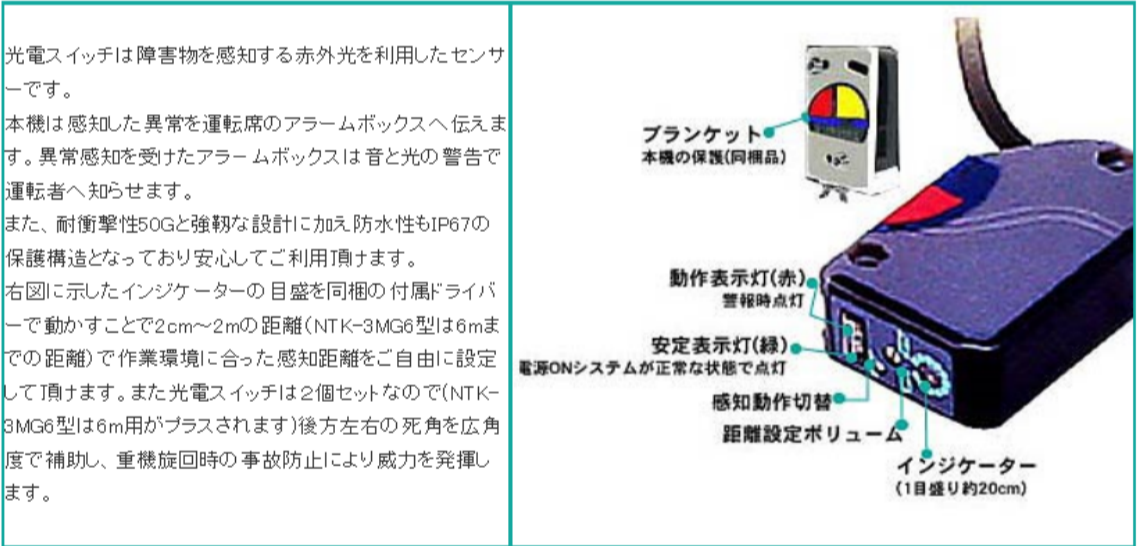 光電スイッチは障害物を感知する赤外光を利用したセンサ
ーです。
本機は感知した異常を運転席のアラームボックスへ伝えま
す。異常感知を受けたアラームボックスは音と光の警告で
運転者へ知らせます。
また、耐衝撃性50Gと強靭な設計に加え防水性もIP67の
保護構造となっており安心してご利用頂けます。
右図に示したインジケーターの目盛を同梱の付属ドライバ
ーで動かすことで2cm～2mの距離(NTK-3MG6型は6mま
での距離)で作業環境に合った感知距離をご自由に設定
して頂けます。また光電スイッチは2個セットなので(NTK-
3MG6型は6m用がプラスされます)後方左右の死角を広角
度で補助し、重機旋回時の事故防止により威力を発揮し
ます。
ブランケット
本機の保護(同梱品)
動作表示灯(赤)
警報時点灯
安定表示灯(緑)
電源ONシステムが正常な状態で点灯
感知動作切替
距離設定ボリューム
インジケーター
(1目盛り約20cm)